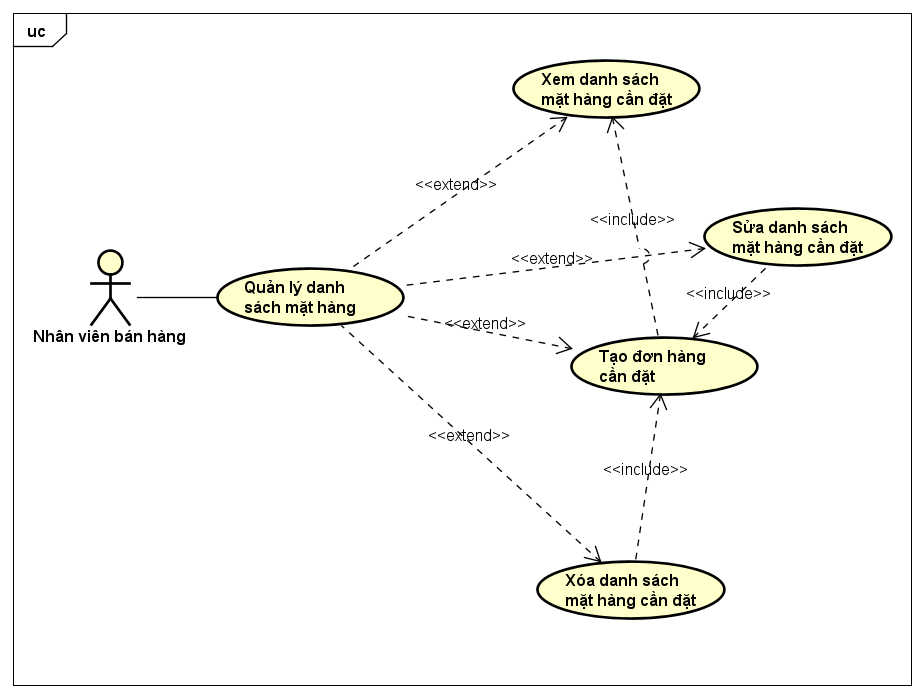 uc
Xem danh sách
mặt hàng cần đặt
<<extend>>
<<include>>
Sửa danh sách
mặt hàng cần đặt
<<extend>>
Quản lý danh
sách mặt hàng
<<include>>
<<extend>>
Nhân viên bán hàng
Tạo đơn hàng
cần đặt
<<extend>>
<<include>>
Xóa danh sách
mặt hàng cần đặt